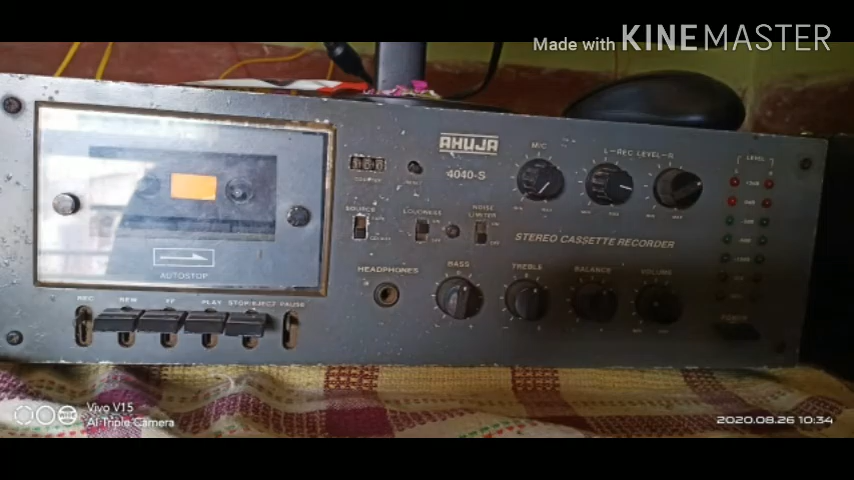 Made with KINEMASTER
AHUJA
4040-S
MIC
L-REC LEVEL-R
LEVEL
COUNTER
SOURCE
LOUDNESS
NOISE
LIMITER
STEREO CASSETTE RECORDER
AUTOSTOP
HEADPHONES
BASS
TREBLE
BALANCE
VOLUME
REC REW FF PLAY STOP/EJECT PAUSE
POWER
Vivo V15
AI Triple Camera
2020.08.26 10:34